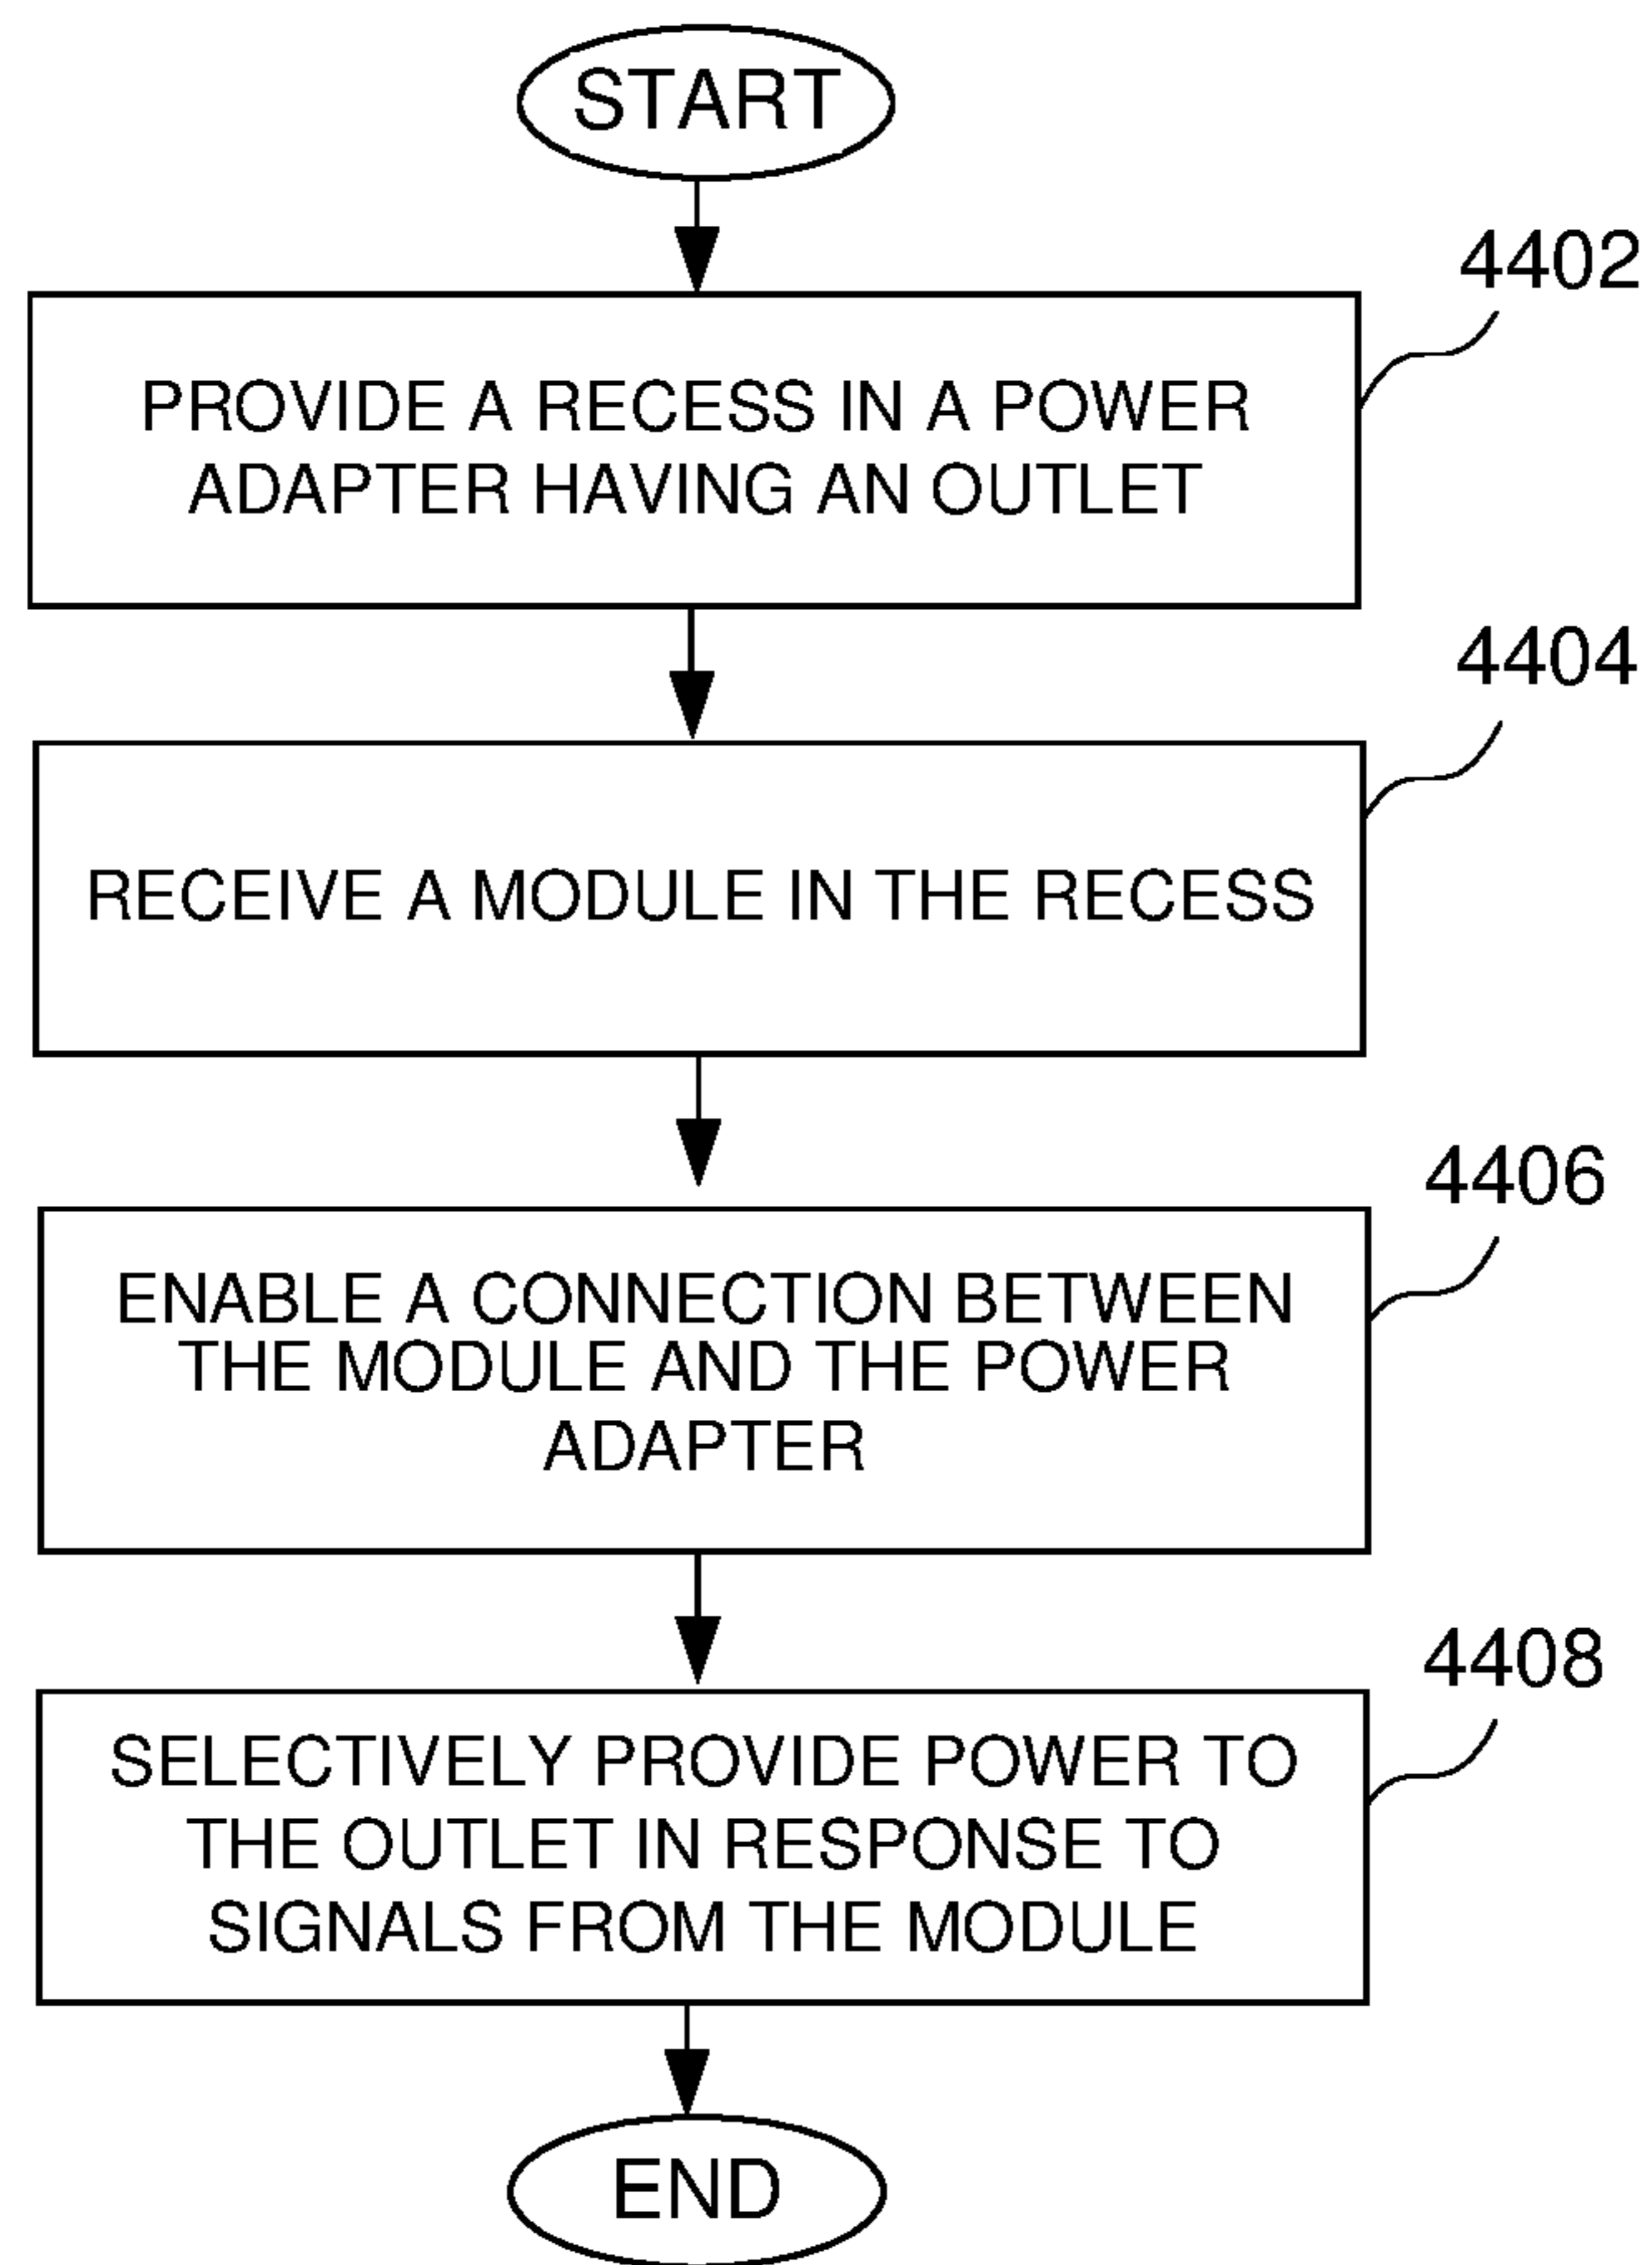 START
4402
PROVIDE A RECESS IN A POWER
ADAPTER HAVING AN OUTLET
4404
RECEIVE A MODULE IN THE RECESS
4406
ENABLE A CONNECTION BETWEEN
THE MODULE AND THE POWER
ADAPTER
4408
SELECTIVELY PROVIDE POWER TO
THE OUTLET IN RESPONSE TO
SIGNALS FROM THE MODULE
END